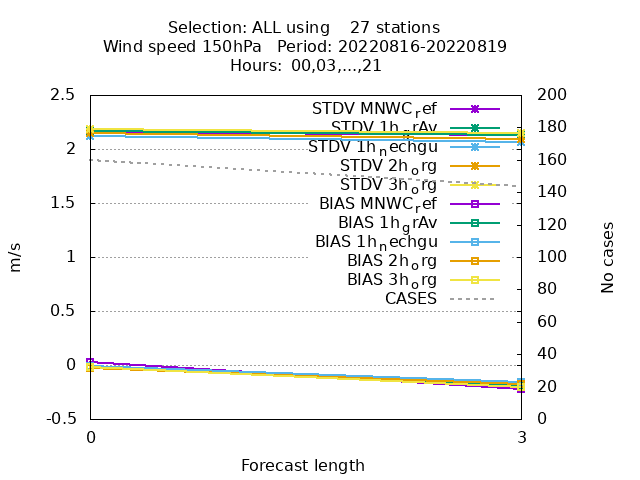 Selection: ALL using 27 stations
Wind speed 150hPa Period: 20220816-20220819
Hours: 00,03,...,21
2.5
2
1.5
1
0.5
0
-0.5
200
180
160
140
120
100
80
60
40
20
0
m/s
No cases
STDV MNWC_ref
STDV 1h_grAv
STDV 1h_nechgu
STDV 2h_org
STDV 3h_org
BIAS MNWC_ref
BIAS 1h_grAv
BIAS 1h_nechgu
BIAS 2h_org
BIAS 3h_org
CASES
0
3
Forecast length